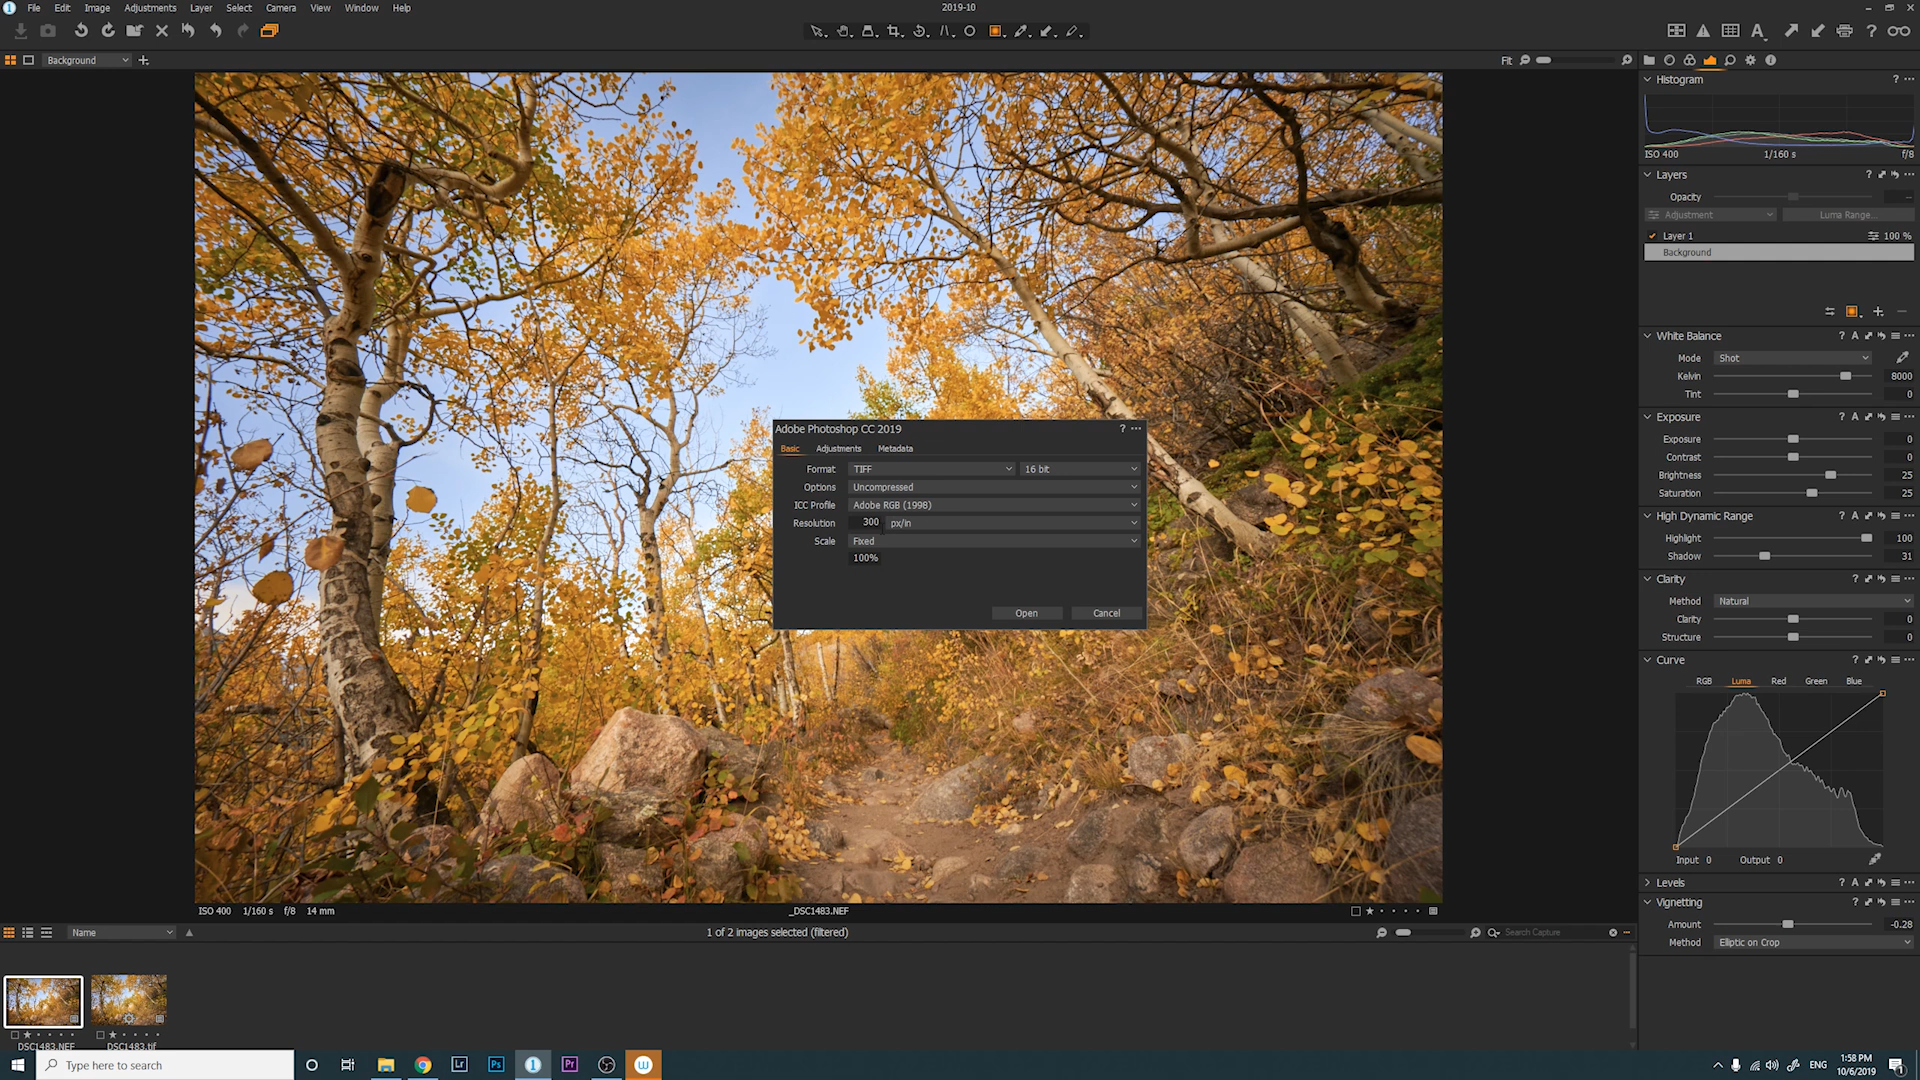 File Edit Image Adjustments Layer Select Camera View Window Help
2019-10
Background
Fit
Histogram
ISO 400 1/160 s f/8
Layers
Opacity
Adjustment Luma Range...
Layer 1 100 %
Background
White Balance
Mode Shot
Kelvin 8000
Tint 0
Exposure
Exposure 0
Contrast 0
Brightness 25
Saturation 25
High Dynamic Range
Highlight 100
Shadow 31
Clarity
Method Natural
Clarity 0
Structure 0
Curve
RGB Luma Red Green Blue
Input 0 Output 0
Levels
Vignetting
Amount -0.28
Method Elliptic on Crop
Adobe Photoshop CC 2019
Basic Adjustments Metadata
Format TIFF 16 bit
Options Uncompressed
ICC Profile Adobe RGB (1998)
Resolution 300 px/in
Scale Fixed
100%
Open Cancel
ISO 400 1/160 s f/8 14 mm
_DSC1483.NEF
Name
1 of 2 images selected (filtered)
Search Capture
_DSC1483.NEF
_DSC1483.tif
Type here to search
Lr
Ps
Pr
ENG
1:58 PM
10/6/2019